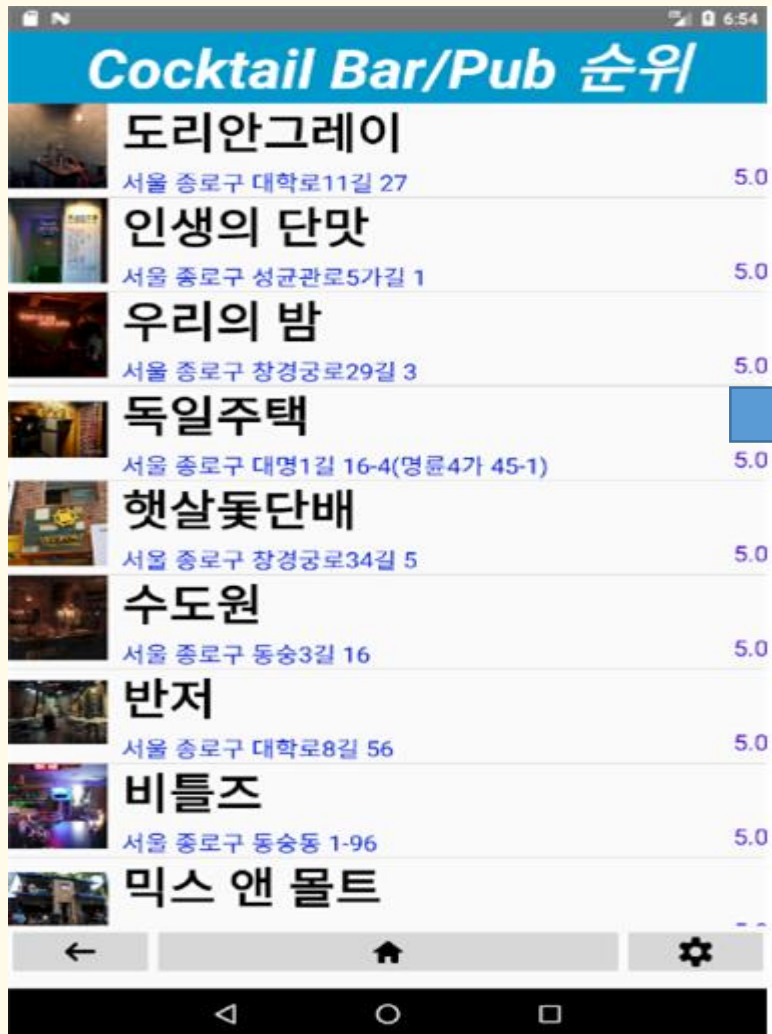 6:54
Cocktail Bar/Pub 순위
도리안그레이
서울 종로구 대학로11길 27
5.0
인생의 단맛
서울 종로구 성균관로5가길 1
5.0
우리의 밤
서울 종로구 창경궁로29길 3
5.0
독일주택
서울 종로구 대명1길 16-4(명륜4가 45-1)
5.0
햇살돛단배
서울 종로구 창경궁로34길 5
5.0
수도원
서울 종로구 동숭3길 16
5.0
반저
서울 종로구 대학로8길 56
5.0
비틀즈
서울 종로구 동숭동 1-96
5.0
믹스 앤 몰트